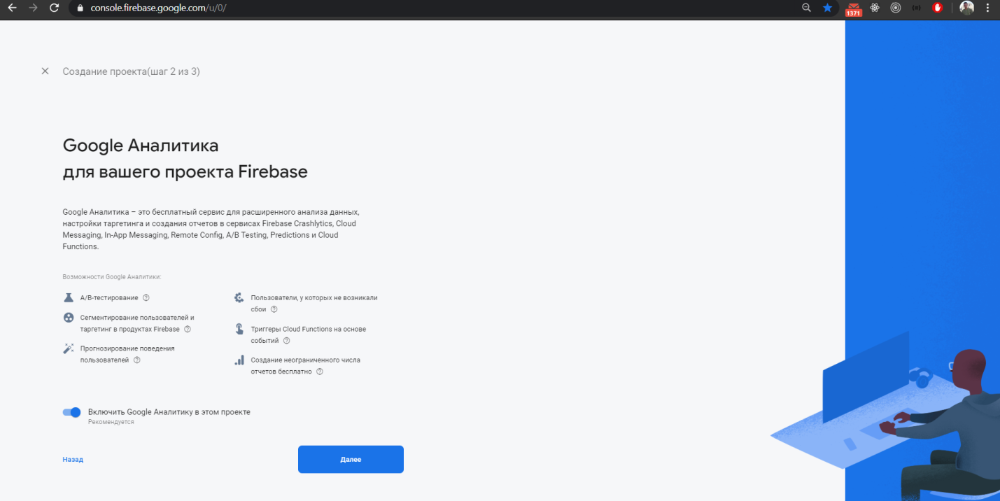 console.firebase.google.com/u/0/
1371
Создание проекта(шаг 2 из 3)
Google Аналитика
для вашего проекта Firebase
Google Аналитика – это бесплатный сервис для расширенного анализа данных,
настройки таргетинга и создания отчетов в сервисах Firebase Crashlytics, Cloud
Messaging, In-App Messaging, Remote Config, A/B Testing, Predictions и Cloud
Functions.
Возможности Google Аналитики:
A/B-тестирование
Сегментирование пользователей и
таргетинг в продуктах Firebase
Прогнозирование поведения
пользователей
Пользователи, у которых не возникали
сбои
Триггеры Cloud Functions на основе
событий
Создание неограниченного числа
отчетов бесплатно
Включить Google Аналитику в этом проекте
Рекомендуется
Назад
Далее